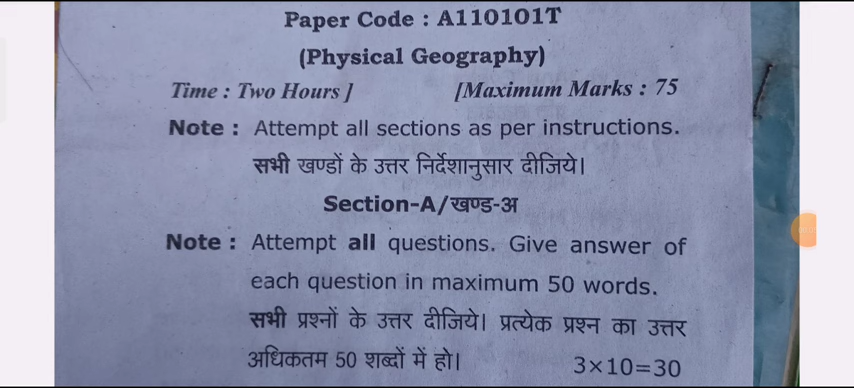 Paper Code : A110101T
(Physical Geography)
Time : Two Hours ] [Maximum Marks : 75
Note : Attempt all sections as per instructions.
सभी खण्डों के उत्तर निर्देशानुसार दीजिये।
Section-A/खण्ड-अ
Note : Attempt all questions. Give answer of
each question in maximum 50 words.
सभी प्रश्नों के उत्तर दीजिये। प्रत्येक प्रश्न का उत्तर
अधिकतम 50 शब्दों में हो। 3×10=30